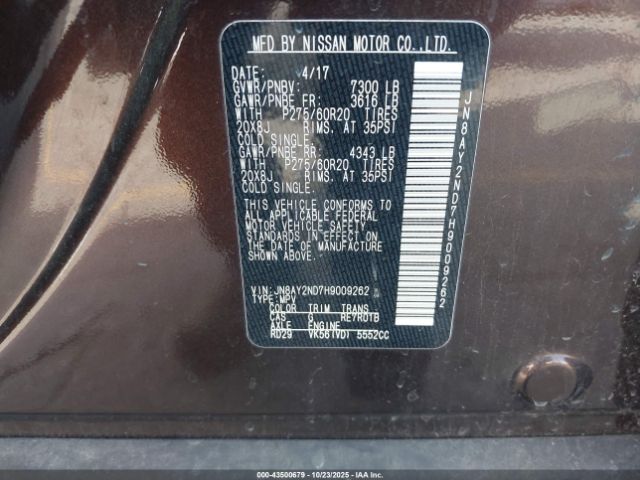 MFD BY NISSAN MOTOR CO.,LTD.
DATE: 4/17
GVWR/PNBV: 7300 LB
GAWR/PNBE FR: 3616 LB
WITH P275/60R20 TIRES
20X8J RIMS. AT 35PSI
COLD SINGLE.
GAWR/PNBE RR: 4343 LB
WITH P275/60R20 TIRES
20X8J RIMS. AT 35PSI
COLD SINGLE.
THIS VEHICLE CONFORMS TO
ALL APPLICABLE FEDERAL
MOTOR VEHICLE SAFETY
STANDARDS IN EFFECT ON
THE DATE OF MANUFACTURE
SHOWN ABOVE.
VIN: JN8AY2ND7H9009262
TYPE: MPV
COLOR TRIM TRANS
CAS G RE7R01B
AXLE ENGINE
RD29 VK56(VD) 5552CC
JN8AY2ND7H9009262
000-43500679 - 10/23/2025 - IAAI.com